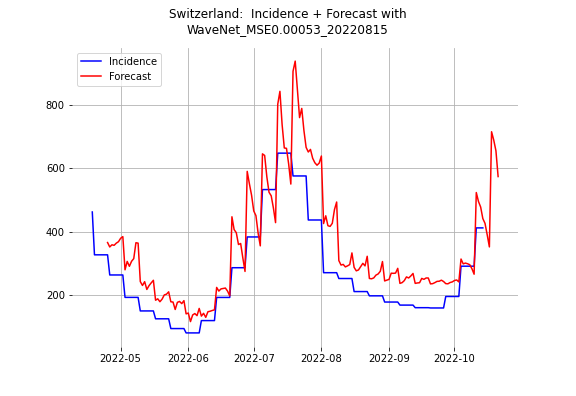 Switzerland:  Incidence + Forecast with
WaveNet_MSE0.00053_20220815
Incidence
Forecast
800
600
400
200
2022-05 2022-06 2022-07 2022-08 2022-09 2022-10